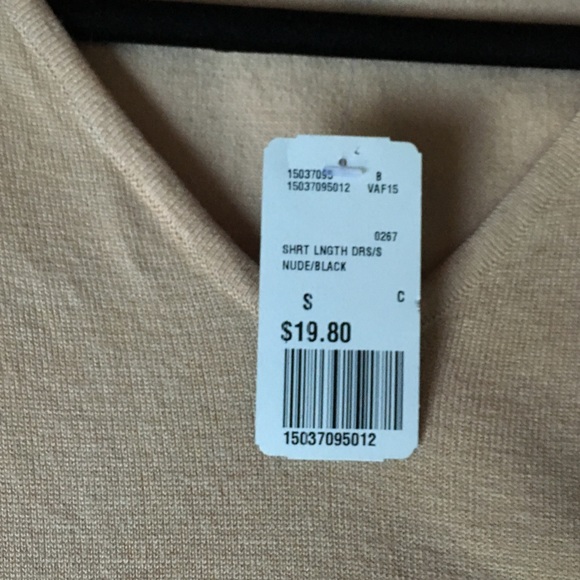 15037095 B
15037095012 VAF15
0267
SHRT LNGTH DRS/S
NUDE/BLACK
S C
$19.80
15037095012